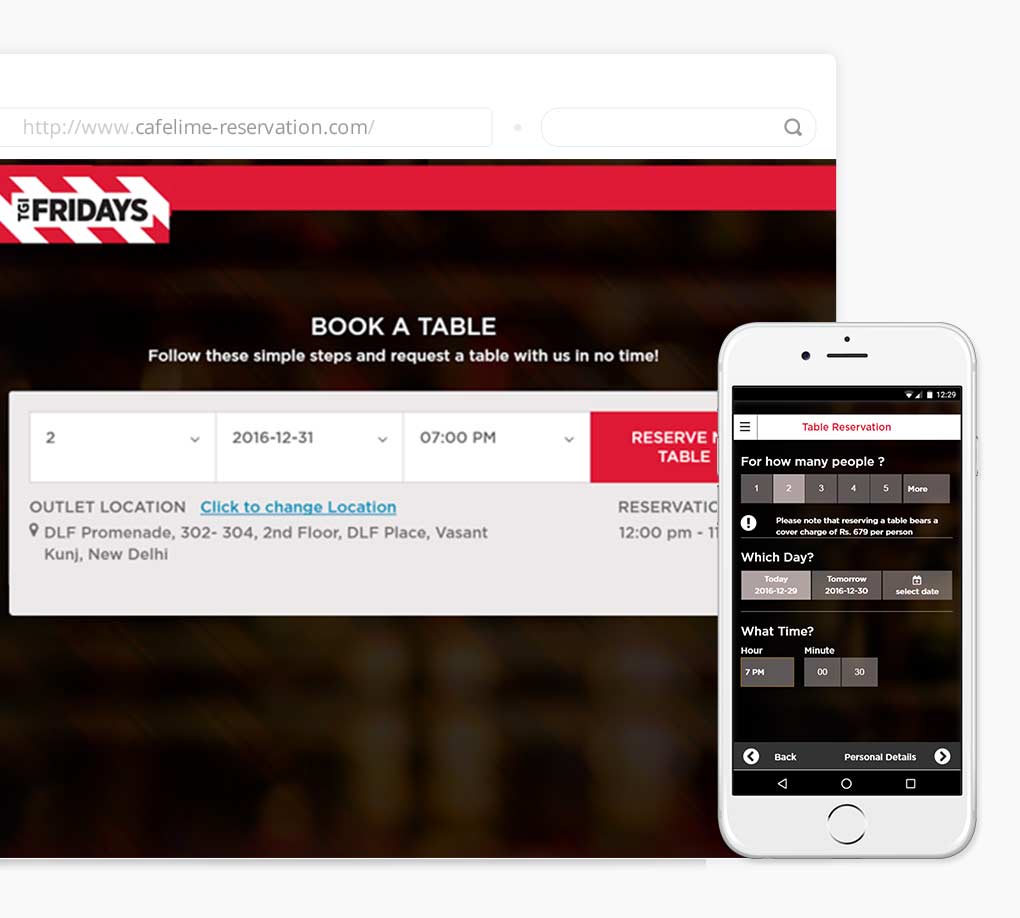 http://www.cafelime-reservation.com/
TGI FRIDAYS
BOOK A TABLE
Follow these simple steps and request a table with us in no time!
2
2016-12-31
07:00 PM
RESERVE
TABLE
OUTLET LOCATION Click to change Location
DLF Promenade, 302- 304, 2nd Floor, DLF Place, Vasant
Kunj, New Delhi
12:00 pm -
12:29
Table Reservation
For how many people ?
1 2 3 4 5 More
Please note that reserving a table bears a
cover charge of Rs. 679 per person
Which Day?
Today
2016-12-29
Tomorrow
2016-12-30
select date
What Time?
Hour Minute
7 PM 00 30
Back Personal Details